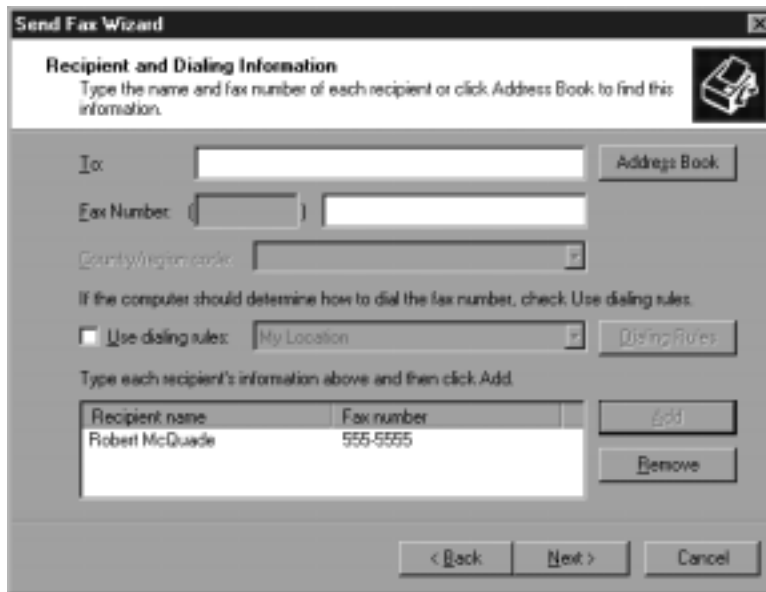 Send Fax Wizard
Recipient and Dialing Information
Type the name and fax number of each recipient or click Address Book to find this
information.
To:
Address Book
Fax Number: ( )
Country/region code:
If the computer should determine how to dial the fax number, check Use dialing rules.
Use dialing rules: My Location Dialing Rules
Type each recipient's information above and then click Add.
Recipient name Fax number
Robert McQuade 555-5555
Add
Remove
< Back Next > Cancel